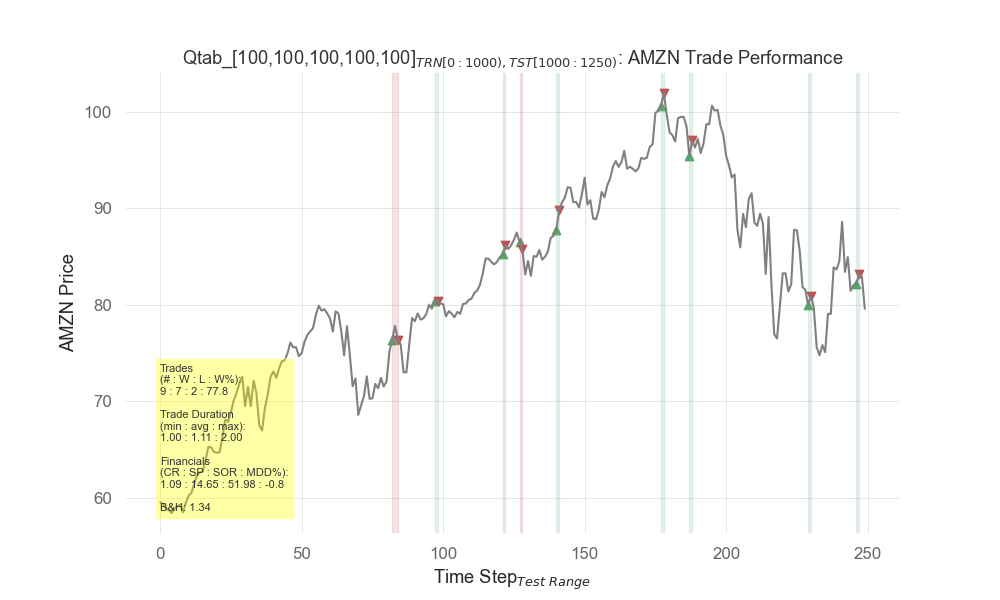 Qtab_[100,100,100,100,100]TRN[0:1000),TST[1000:1250): AMZN Trade Performance
AMZN Price
100
90
80
70
60
Trades
(# : W : L : W%):
9 : 7 : 2 : 77.8
Trade Duration
(min : avg : max):
1.00 : 1.11 : 2.00
Financials
(CR : SP : SOR : MDD%):
1.09 : 14.65 : 51.98 : -0.8
B&H: 1.34
0
50
100
150
200
250
Time StepTest Range